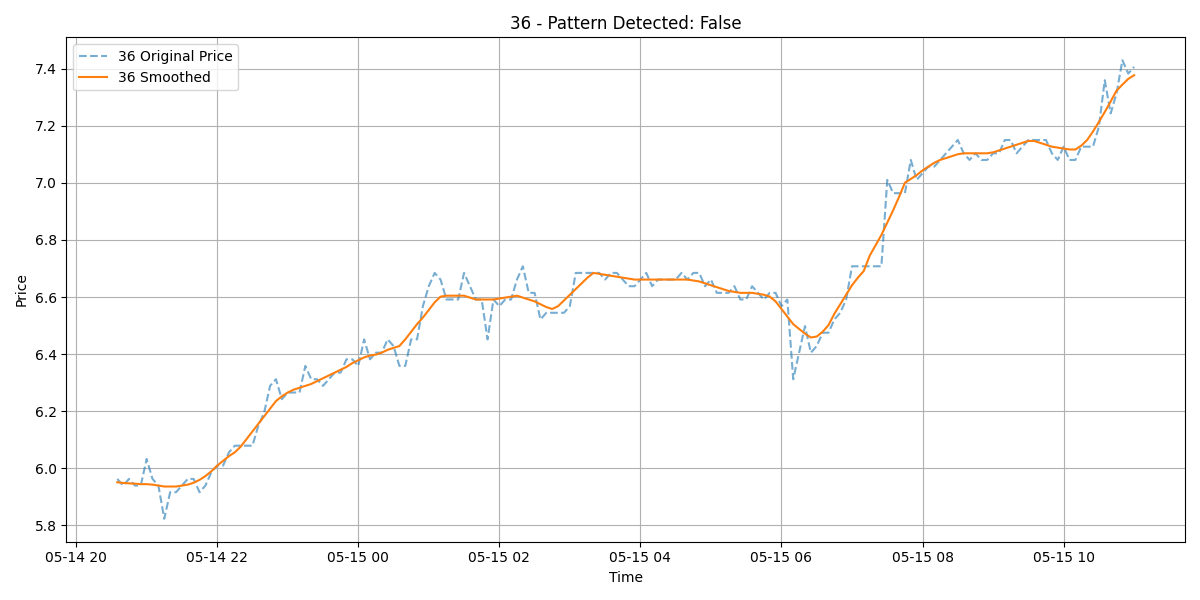 36 - Pattern Detected: False
36 Original Price
36 Smoothed
Price
7.4
7.2
7.0
6.8
6.6
6.4
6.2
6.0
5.8
05-14 20 05-14 22 05-15 00 05-15 02 05-15 04 05-15 06 05-15 08 05-15 10
Time